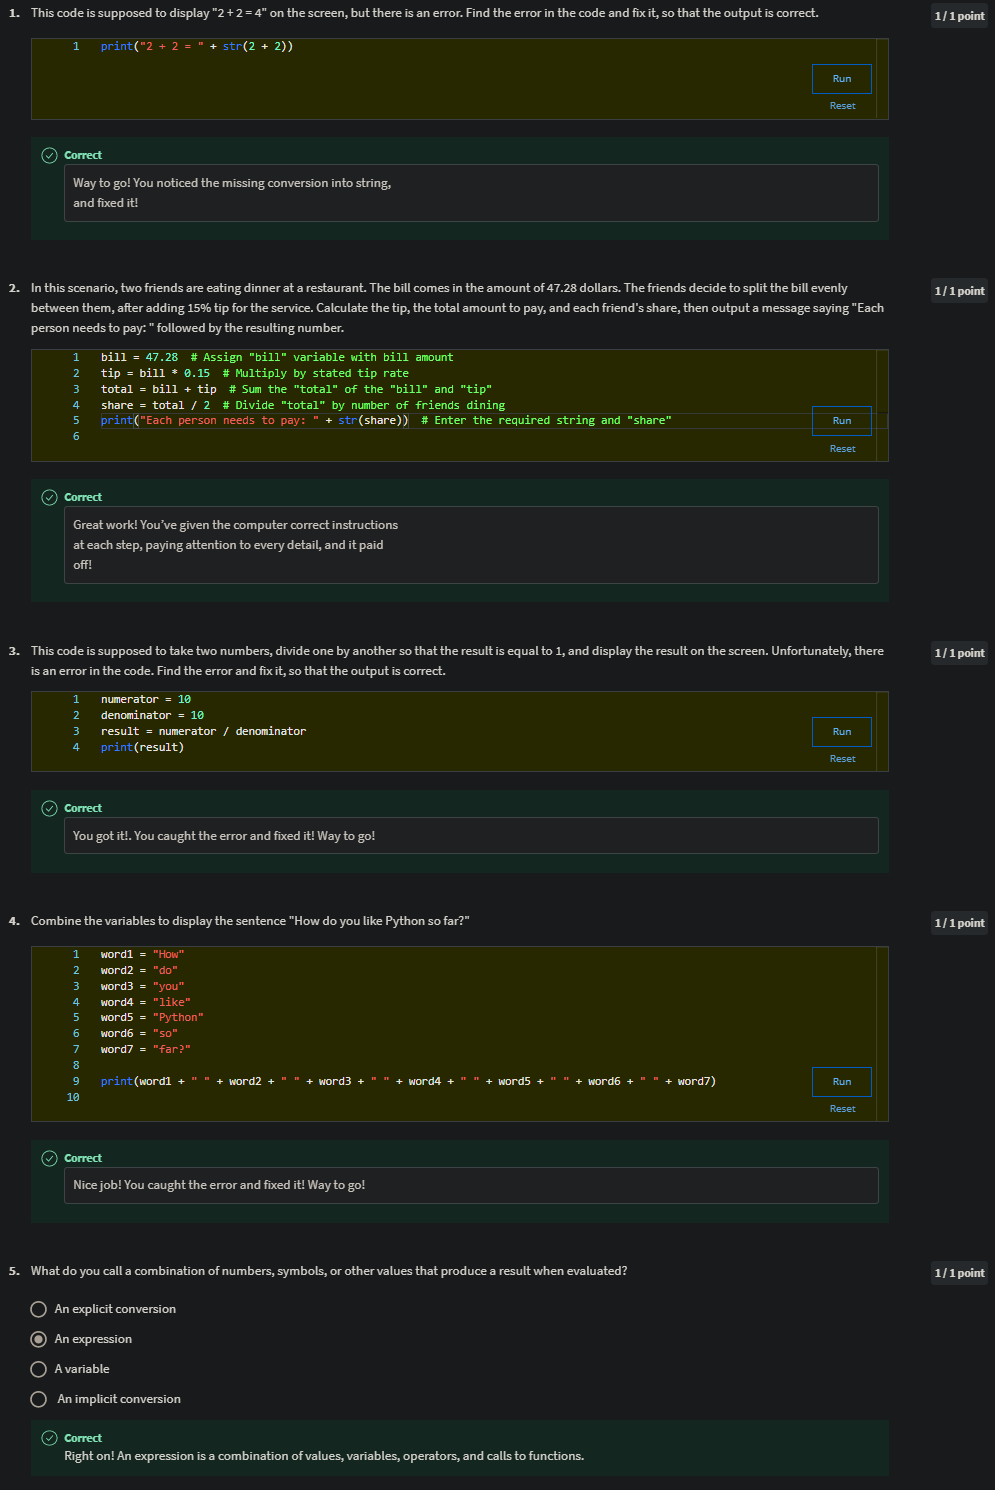 1. This code is supposed to display "2 + 2 = 4" on the screen, but there is an error. Find the error in the code and fix it, so that the output is correct.
1 / 1 point
1 print("2 + 2 = " + str(2 + 2))
Run
Reset
Correct
Way to go! You noticed the missing conversion into string,
and fixed it!
2. In this scenario, two friends are eating dinner at a restaurant. The bill comes in the amount of 47.28 dollars. The friends decide to split the bill evenly
1 / 1 point
between them, after adding 15% tip for the service. Calculate the tip, the total amount to pay, and each friend's share, then output a message saying "Each
person needs to pay: " followed by the resulting number.
1 bill = 47.28  # Assign "bill" variable with bill amount
2 tip = bill * 0.15  # Multiply by stated tip rate
3 total = bill + tip  # Sum the "total" of the "bill" and "tip"
4 share = total / 2  # Divide "total" by number of friends dining
5 print("Each person needs to pay: " + str(share))  # Enter the required string and "share"
6
Run
Reset
Correct
Great work! You've given the computer correct instructions
at each step, paying attention to every detail, and it paid
off!
3. This code is supposed to take two numbers, divide one by another so that the result is equal to 1, and display the result on the screen. Unfortunately, there
1 / 1 point
is an error in the code. Find the error and fix it, so that the output is correct.
1 numerator = 10
2 denominator = 10
3 result = numerator / denominator
4 print(result)
Run
Reset
Correct
You got it!. You caught the error and fixed it! Way to go!
4. Combine the variables to display the sentence "How do you like Python so far?"
1 / 1 point
1 word1 = "How"
2 word2 = "do"
3 word3 = "you"
4 word4 = "like"
5 word5 = "Python"
6 word6 = "so"
7 word7 = "far?"
8
9 print(word1 + " " + word2 + " " + word3 + " " + word4 + " " + word5 + " " + word6 + " " + word7)
10
Run
Reset
Correct
Nice job! You caught the error and fixed it! Way to go!
5. What do you call a combination of numbers, symbols, or other values that produce a result when evaluated?
1 / 1 point
An explicit conversion
An expression
A variable
An implicit conversion
Correct
Right on! An expression is a combination of values, variables, operators, and calls to functions.